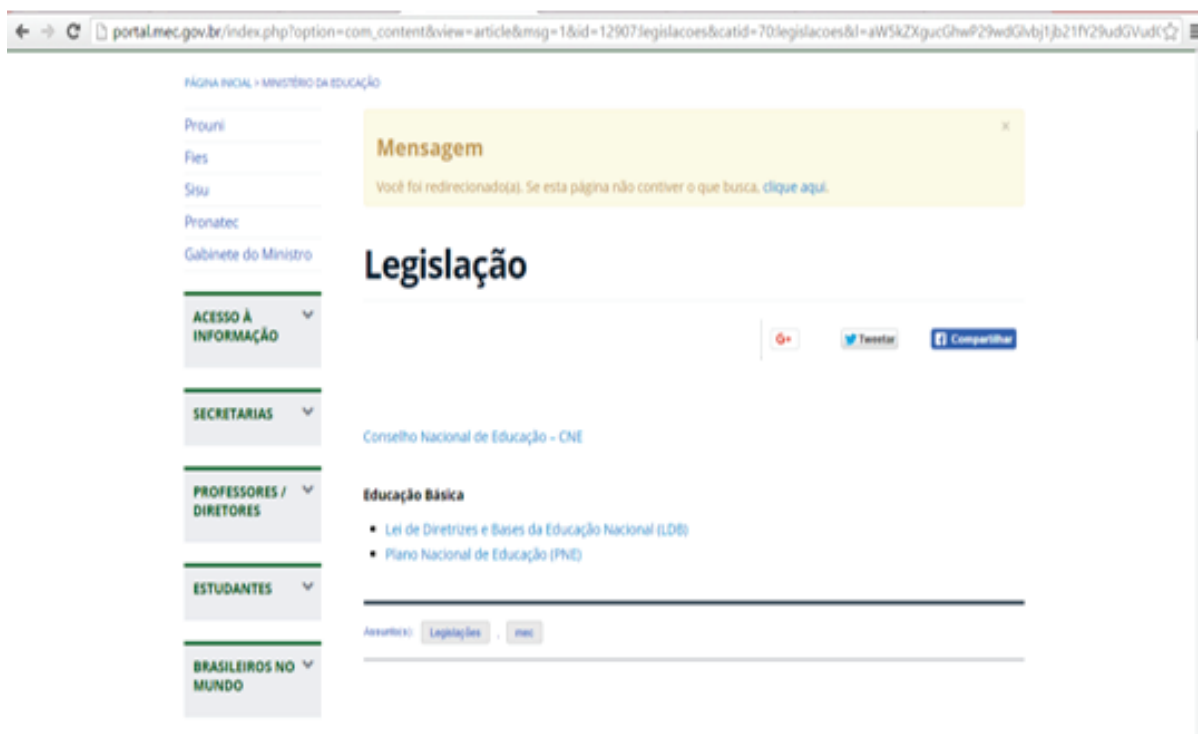 portal.mec.gov.br/index.php?option=com_content&view=article&msg=1&id=12907:legislacoes&catid=70:legislacoes&l=
PÁGINA INICIAL > MINISTÉRIO DA EDUCAÇÃO
Prouni
Fies
Sisu
Pronatec
Gabinete do Ministro
ACESSO À
INFORMAÇÃO
SECRETARIAS
PROFESSORES /
DIRETORES
ESTUDANTES
BRASILEIROS NO
MUNDO
Mensagem
×
Você foi redirecionado(a). Se esta página não contiver o que busca, clique aqui.
Legislação
G+
Tweetar
Compartilhar
Conselho Nacional de Educação – CNE
Educação Básica
Lei de Diretrizes e Bases da Educação Nacional (LDB)
Plano Nacional de Educação (PNE)
Assunto(s): Legislações , mec